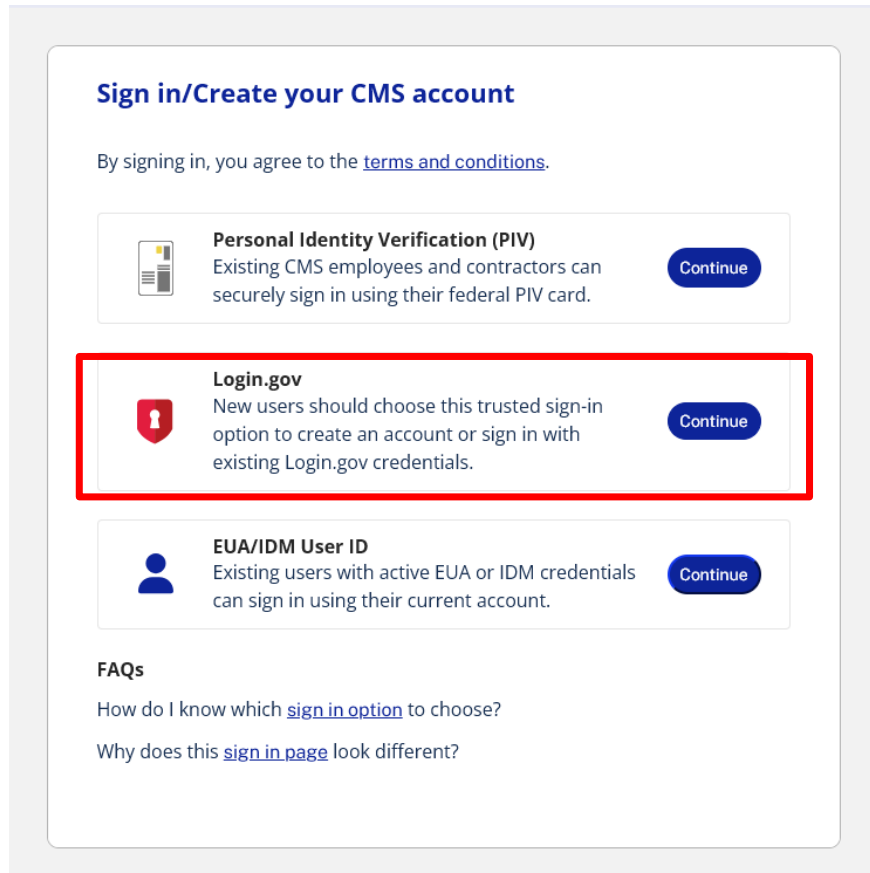 Sign in/Create your CMS account
By signing in, you agree to the terms and conditions.
Personal Identity Verification (PIV)
Existing CMS employees and contractors can
securely sign in using their federal PIV card.
Continue
Login.gov
New users should choose this trusted sign-in
option to create an account or sign in with
existing Login.gov credentials.
Continue
EUA/IDM User ID
Existing users with active EUA or IDM credentials
can sign in using their current account.
Continue
FAQs
How do I know which sign in option to choose?
Why does this sign in page look different?